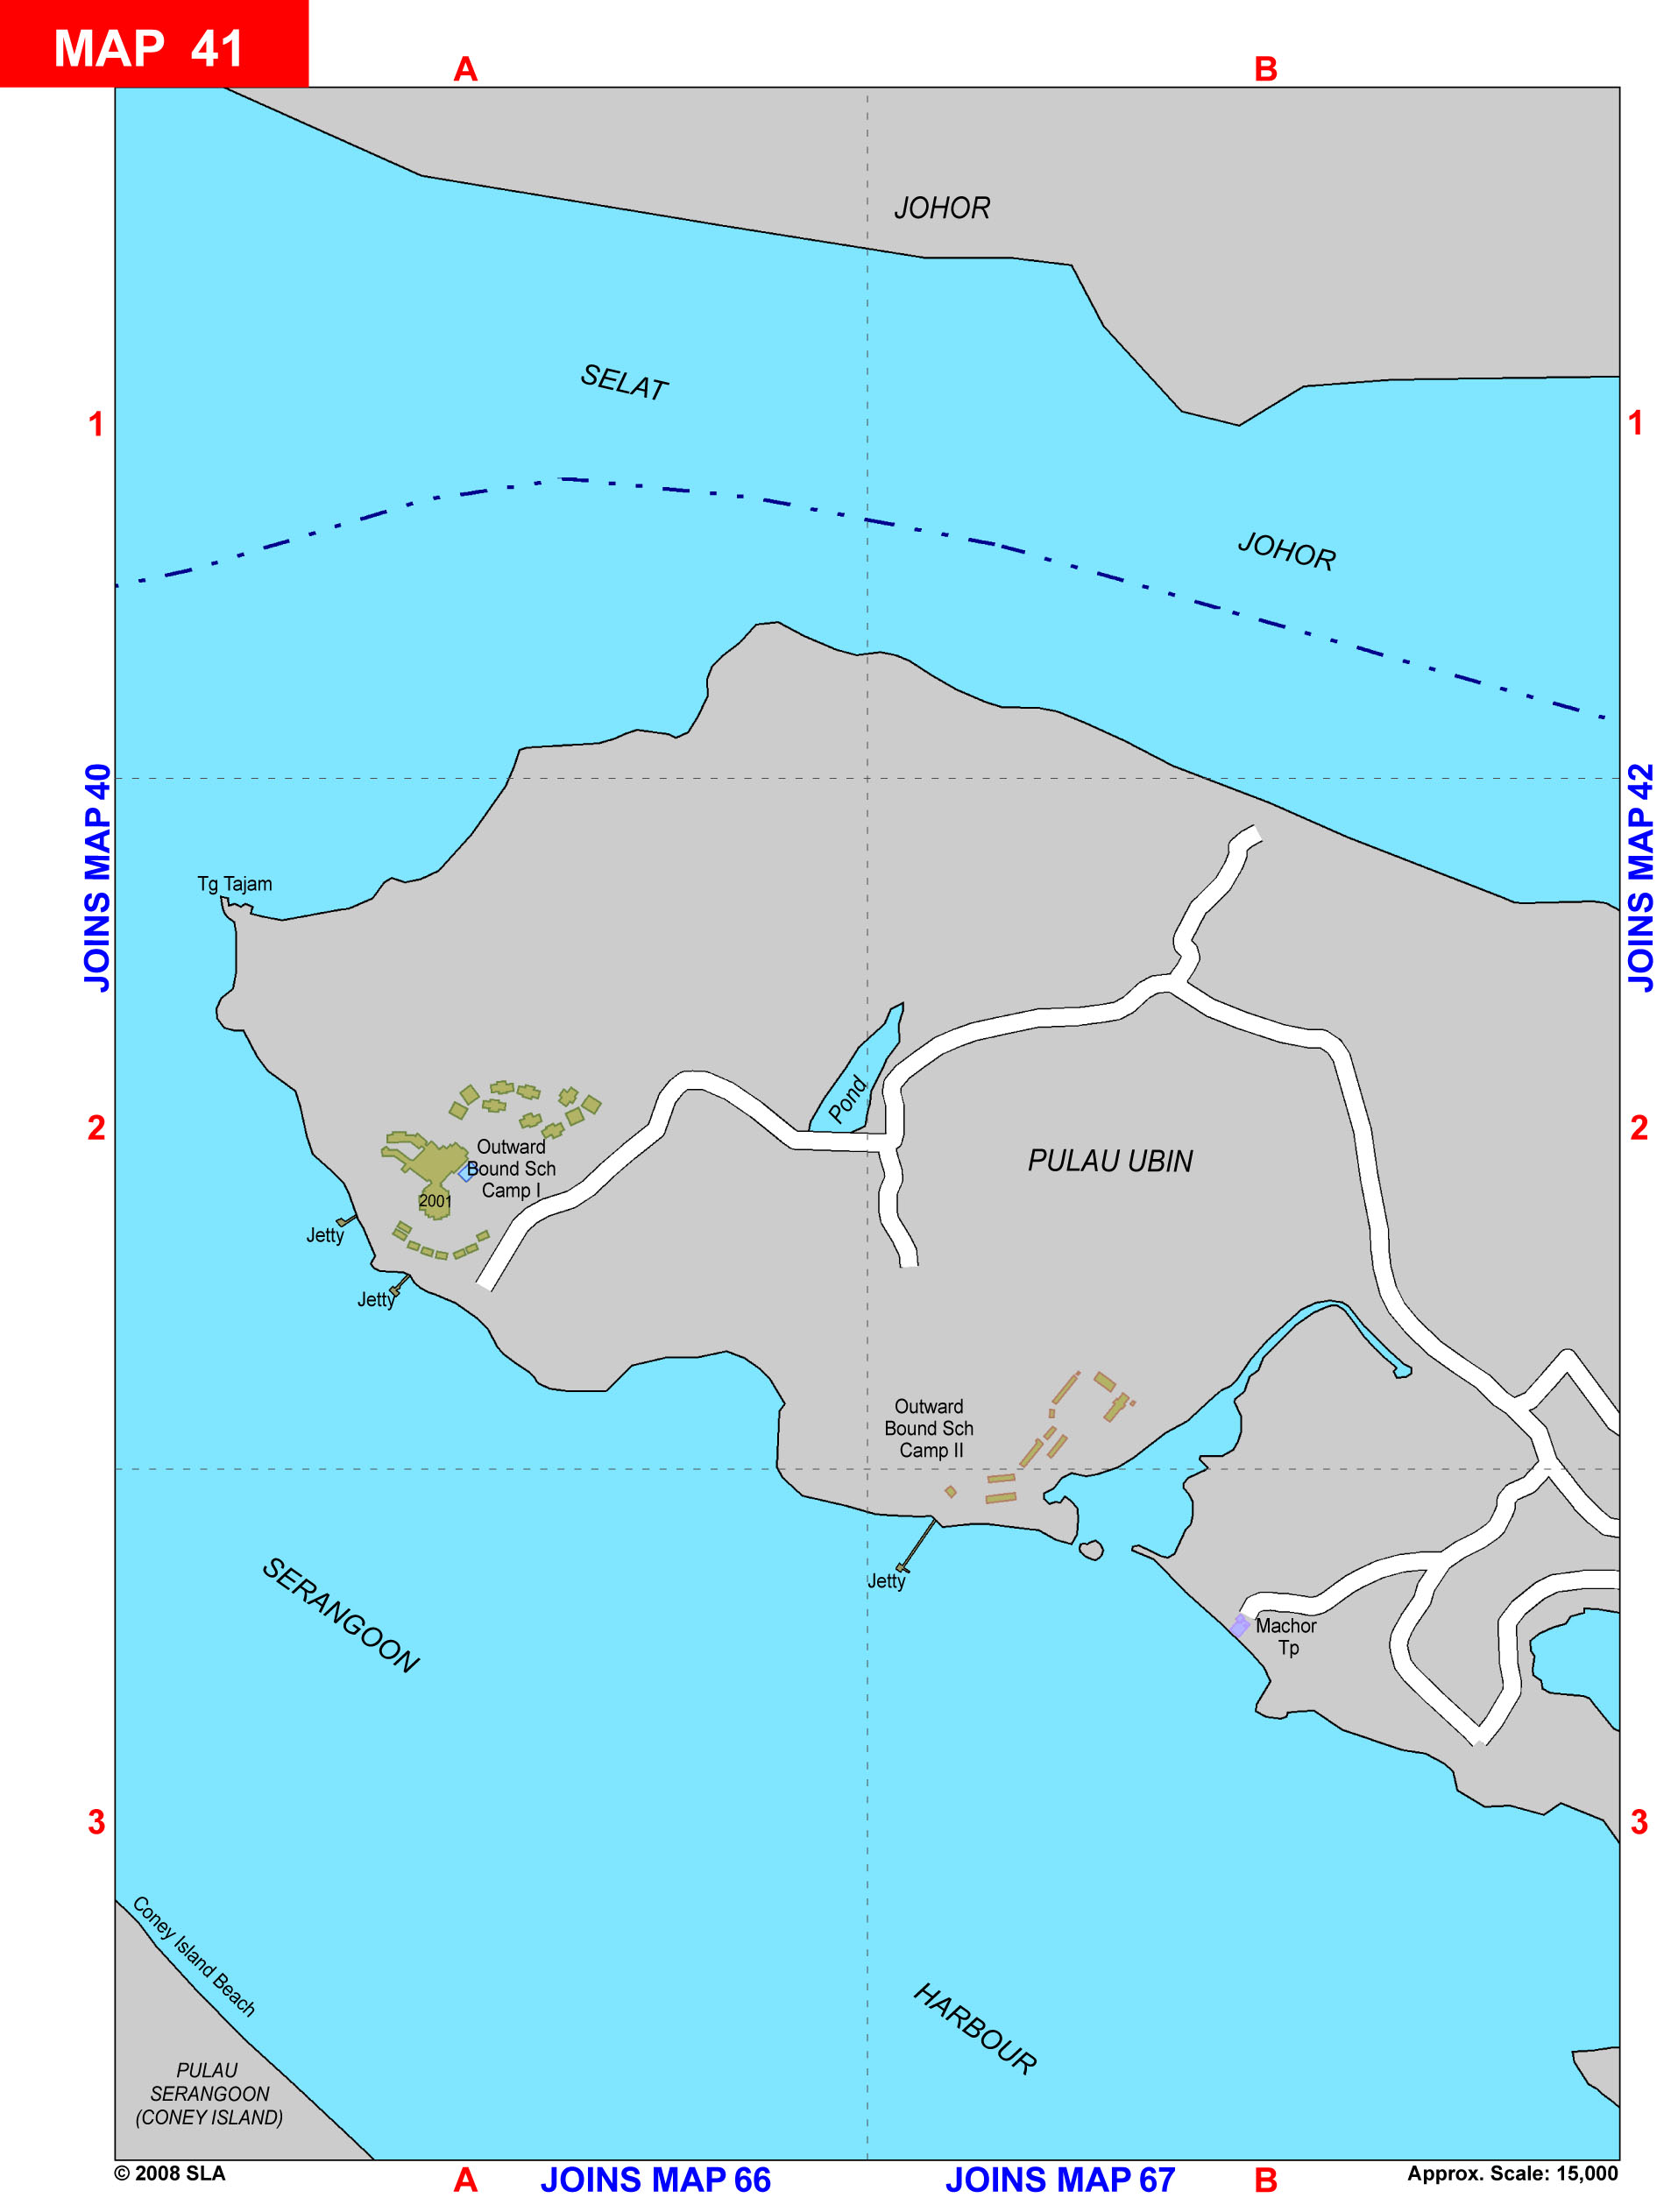 MAP 41
A
B
JOHOR
SELAT
1
1
JOHOR
JOINS MAP 40
JOINS MAP 42
Tg Tajam
Pond
2
2
Outward
Bound Sch
Camp I
PULAU UBIN
2001
Jetty
Jetty
Outward
Bound Sch
Camp II
SERANGOON
Jetty
Machor
Tp
3
3
Coney Island Beach
HARBOUR
PULAU
SERANGOON
(CONEY ISLAND)
© 2008 SLA
A
JOINS MAP 66
JOINS MAP 67
B
Approx. Scale: 15,000